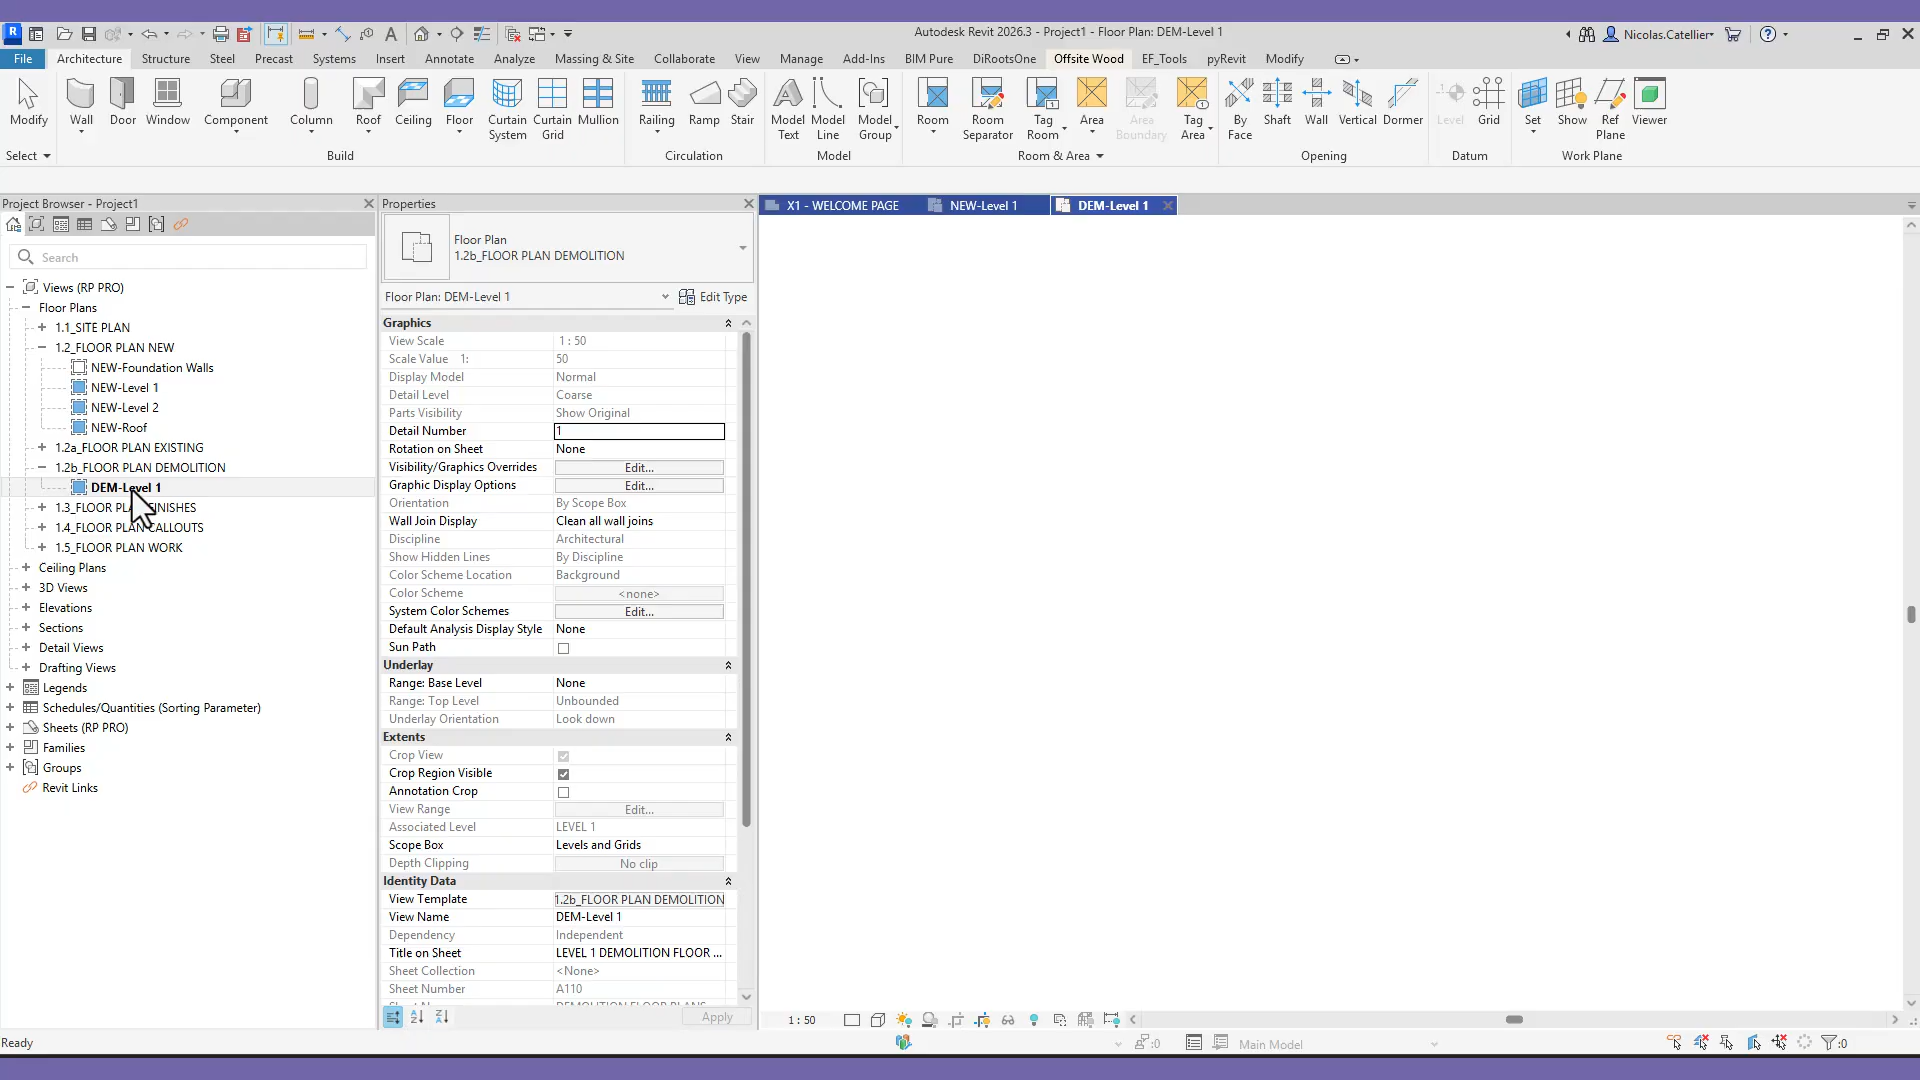 Autodesk Revit 2026.3 - Project1 - Floor Plan: DEM-Level 1
Nicolas.Catellier
File Architecture Structure Steel Precast Systems Insert Annotate Analyze Massing & Site Collaborate View Manage Add-Ins BIM Pure DiRootsOne Offsite Wood EF_Tools pyRevit Modify
Modify Wall Door Window Component Column Roof Ceiling Floor Curtain System Curtain Grid Mullion Railing Ramp Stair Model Text Model Line Model Group Room Room Separator Tag Room Area Area Boundary Tag Area By Face Shaft Wall Vertical Dormer Level Grid Set Show Ref Plane Viewer
Select Build Circulation Model Room & Area Opening Datum Work Plane
Project Browser - Project1
Search
Views (RP PRO)
Floor Plans
1.1_SITE PLAN
1.2_FLOOR PLAN NEW
NEW-Foundation Walls
NEW-Level 1
NEW-Level 2
NEW-Roof
1.2a_FLOOR PLAN EXISTING
1.2b_FLOOR PLAN DEMOLITION
DEM-Level 1
1.3_FLOOR PLA INISHES
1.4_FLOOR PLAN CALLOUTS
1.5_FLOOR PLAN WORK
Ceiling Plans
3D Views
Elevations
Sections
Detail Views
Drafting Views
Legends
Schedules/Quantities (Sorting Parameter)
Sheets (RP PRO)
Families
Groups
Revit Links
Properties
Floor Plan
1.2b_FLOOR PLAN DEMOLITION
Floor Plan: DEM-Level 1 Edit Type
Graphics
View Scale 1 : 50
Scale Value 1: 50
Display Model Normal
Detail Level Coarse
Parts Visibility Show Original
Detail Number 1
Rotation on Sheet None
Visibility/Graphics Overrides Edit...
Graphic Display Options Edit...
Orientation By Scope Box
Wall Join Display Clean all wall joins
Discipline Architectural
Show Hidden Lines By Discipline
Color Scheme Location Background
Color Scheme <none>
System Color Schemes Edit...
Default Analysis Display Style None
Sun Path
Underlay
Range: Base Level None
Range: Top Level Unbounded
Underlay Orientation Look down
Extents
Crop View
Crop Region Visible
Annotation Crop
View Range Edit...
Associated Level LEVEL 1
Scope Box Levels and Grids
Depth Clipping No clip
Identity Data
View Template 1.2b_FLOOR PLAN DEMOLITION
View Name DEM-Level 1
Dependency Independent
Title on Sheet LEVEL 1 DEMOLITION FLOOR ...
Sheet Collection <None>
Sheet Number A110
Apply
X1 - WELCOME PAGE NEW-Level 1 DEM-Level 1
1 : 50
Ready
:0 Main Model :0